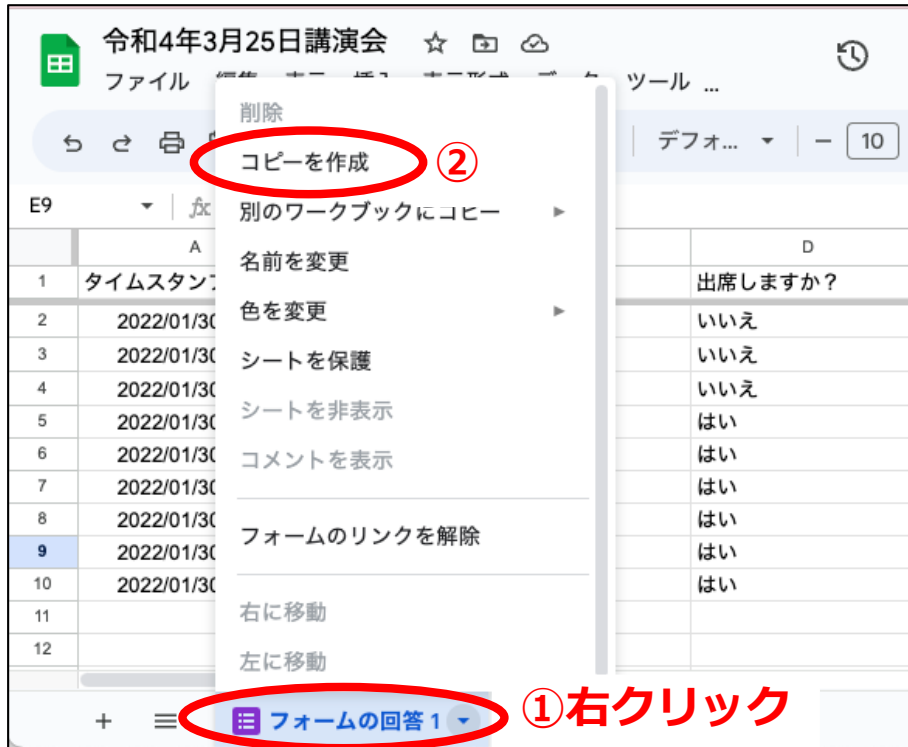 令和4年3月25日講演会
ファイル ツール ...
デフォ... － 10
削除
コピーを作成 ②
E9 fx 別のワークブックにコピー
A D
名前を変更
1 タイムスタン 出席しますか？
2 2022/01/30 色を変更 いいえ
3 2022/01/30 シートを保護 いいえ
4 2022/01/30 いいえ
シートを非表示
5 2022/01/30 はい
6 2022/01/30 コメントを表示 はい
7 2022/01/30 はい
8 2022/01/30 はい
フォームのリンクを解除
9 2022/01/30 はい
10 2022/01/30 はい
11 右に移動
12 左に移動
+ フォームの回答 1 ①右クリック